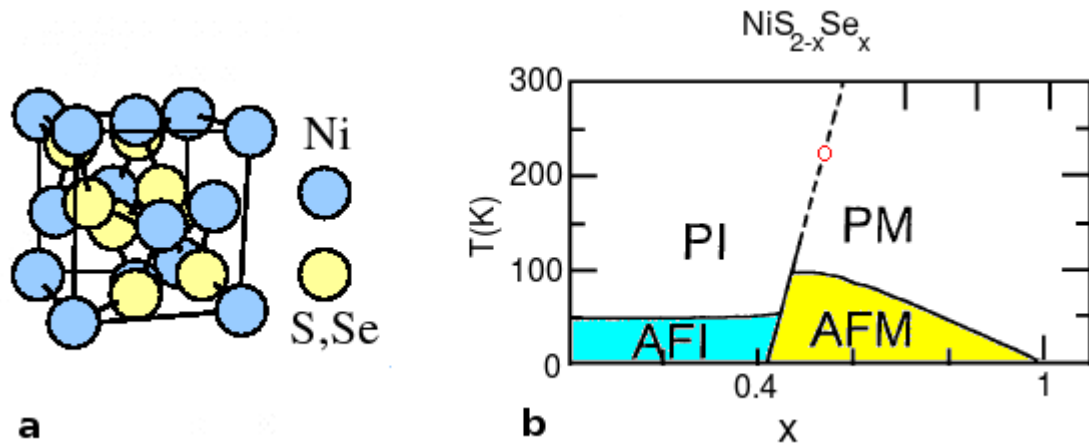 Ni
S,Se
a
NiS2-xSex
300
200
100
0
T(K)
PI
PM
AFI
AFM
0.4
1
x
b